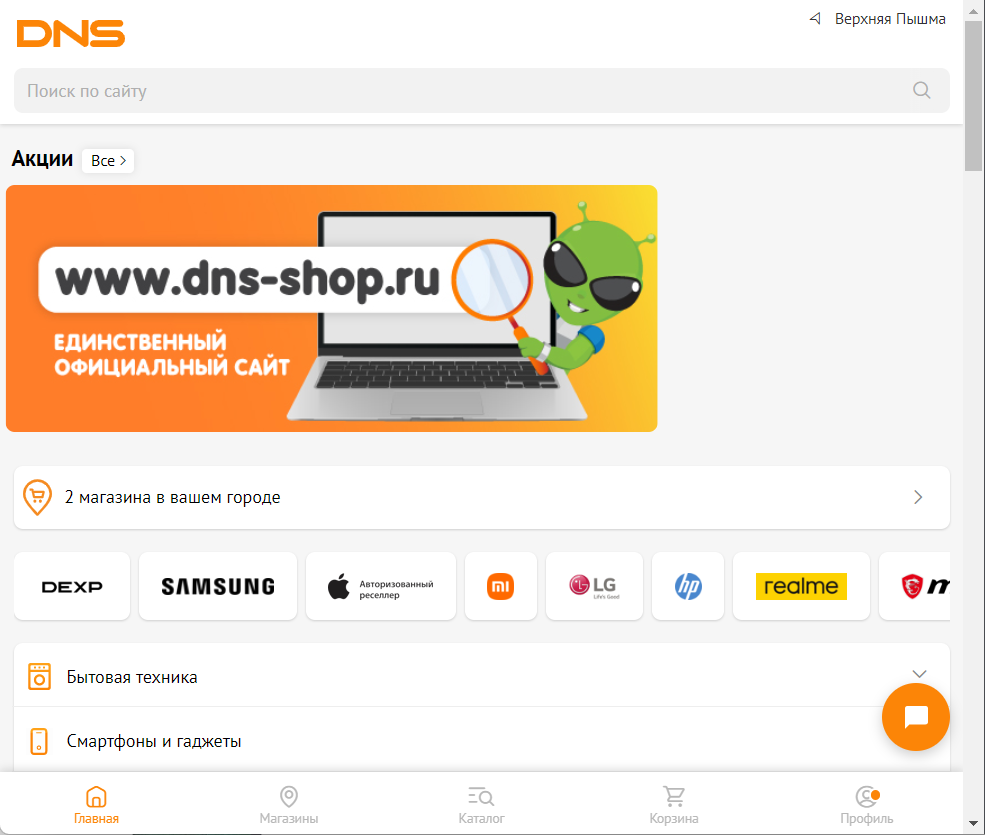 DNS
Верхняя Пышма
Поиск по сайту
Акции
Все
www.dns-shop.ru
ЕДИНСТВЕННЫЙ
ОФИЦИАЛЬНЫЙ САЙТ
2 магазина в вашем городе
DEXP
SAMSUNG
Авторизованный
реселлер
mi
LG
Life's Good
hp
realme
Бытовая техника
Смартфоны и гаджеты
Главная
Магазины
Каталог
Корзина
Профиль